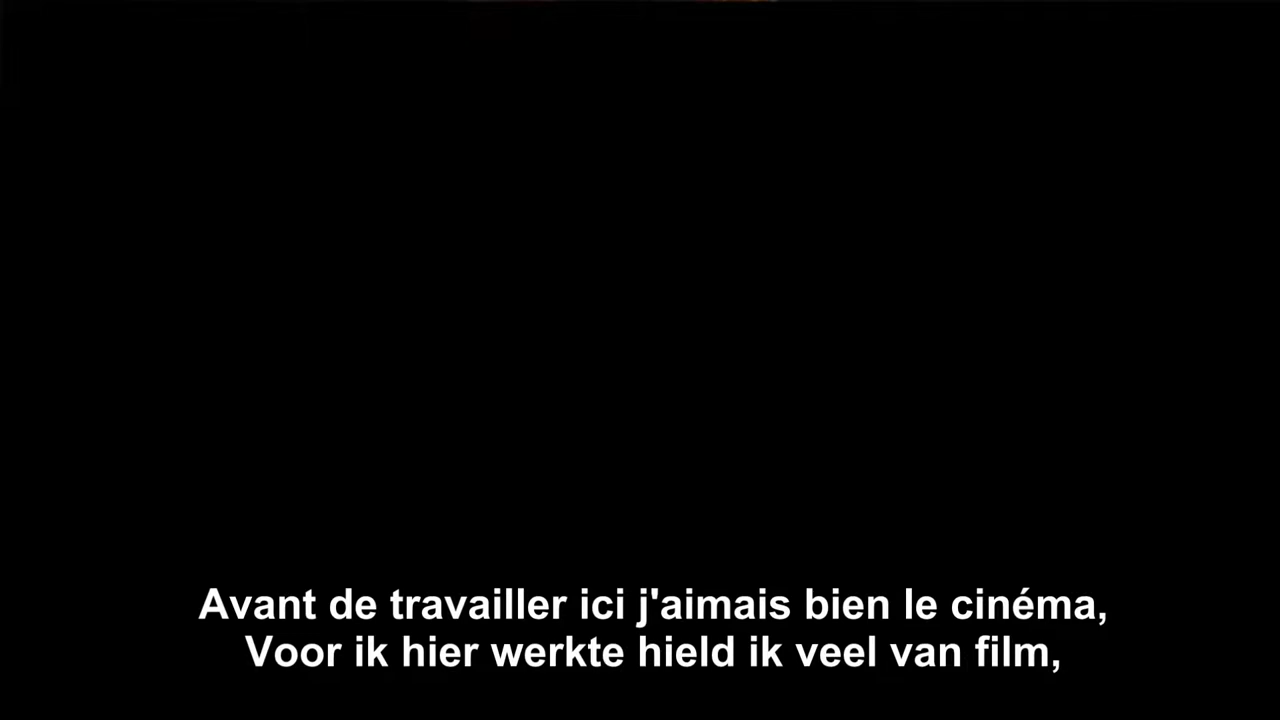 Avant de travailler ici j'aimais bien le cinéma,
Voor ik hier werkte hield ik veel van film,